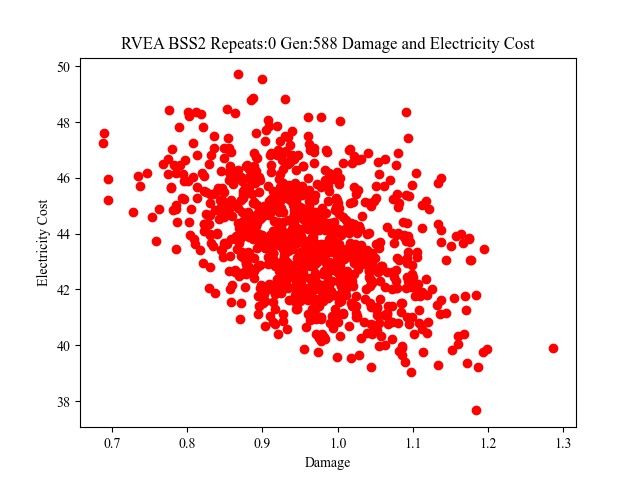 RVEA BSS2 Repeats:0 Gen:588 Damage and Electricity Cost
50
48
46
44
42
40
38
Electricity Cost
0.7 0.8 0.9 1.0 1.1 1.2 1.3
Damage